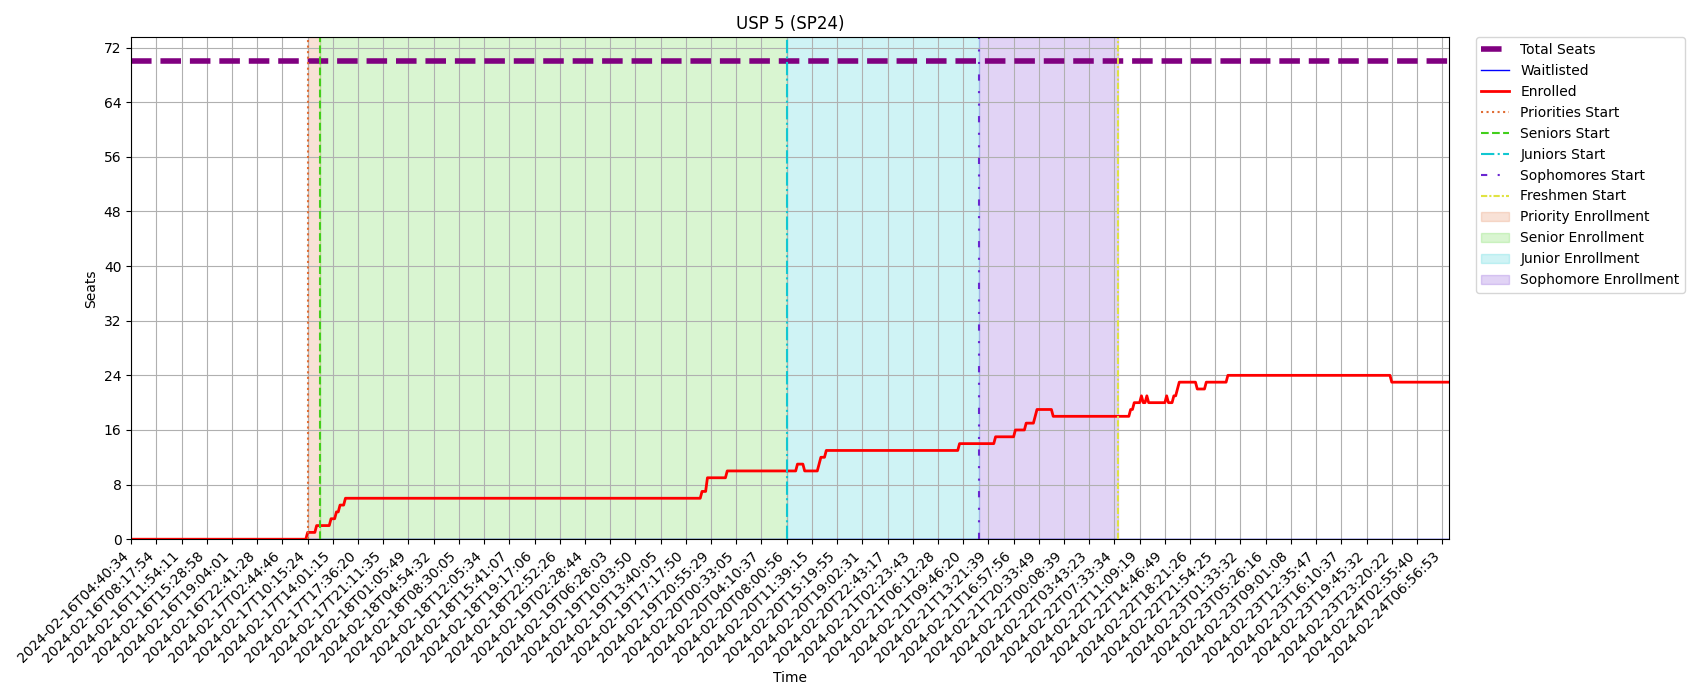 USP 5 (SP24)
Seats
72
64
56
48
40
32
24
16
8
0
2024-02-16T04:40:34
2024-02-16T08:17:54
2024-02-16T11:54:11
2024-02-16T15:28:58
2024-02-16T19:04:01
2024-02-16T22:41:28
2024-02-17T02:44:46
2024-02-17T10:15:24
2024-02-17T14:01:15
2024-02-17T17:36:20
2024-02-17T21:11:35
2024-02-18T01:05:49
2024-02-18T04:54:32
2024-02-18T08:30:05
2024-02-18T12:05:34
2024-02-18T15:41:07
2024-02-18T19:17:06
2024-02-18T22:52:26
2024-02-19T02:28:44
2024-02-19T06:28:03
2024-02-19T10:03:50
2024-02-19T13:40:05
2024-02-19T17:17:50
2024-02-19T20:55:29
2024-02-20T00:33:05
2024-02-20T04:10:37
2024-02-20T08:00:56
2024-02-20T11:39:15
2024-02-20T15:19:55
2024-02-20T19:02:31
2024-02-20T22:43:17
2024-02-21T02:23:43
2024-02-21T06:12:28
2024-02-21T09:46:20
2024-02-21T13:21:39
2024-02-21T16:57:56
2024-02-21T20:33:49
2024-02-22T00:08:39
2024-02-22T03:43:23
2024-02-22T07:33:34
2024-02-22T11:09:19
2024-02-22T14:46:49
2024-02-22T18:21:26
2024-02-22T21:54:25
2024-02-23T01:33:32
2024-02-23T05:26:16
2024-02-23T09:01:08
2024-02-23T12:35:47
2024-02-23T16:10:37
2024-02-23T19:45:32
2024-02-23T23:20:22
2024-02-24T02:55:40
2024-02-24T06:56:53
Time
Total Seats
Waitlisted
Enrolled
Priorities Start
Seniors Start
Juniors Start
Sophomores Start
Freshmen Start
Priority Enrollment
Senior Enrollment
Junior Enrollment
Sophomore Enrollment